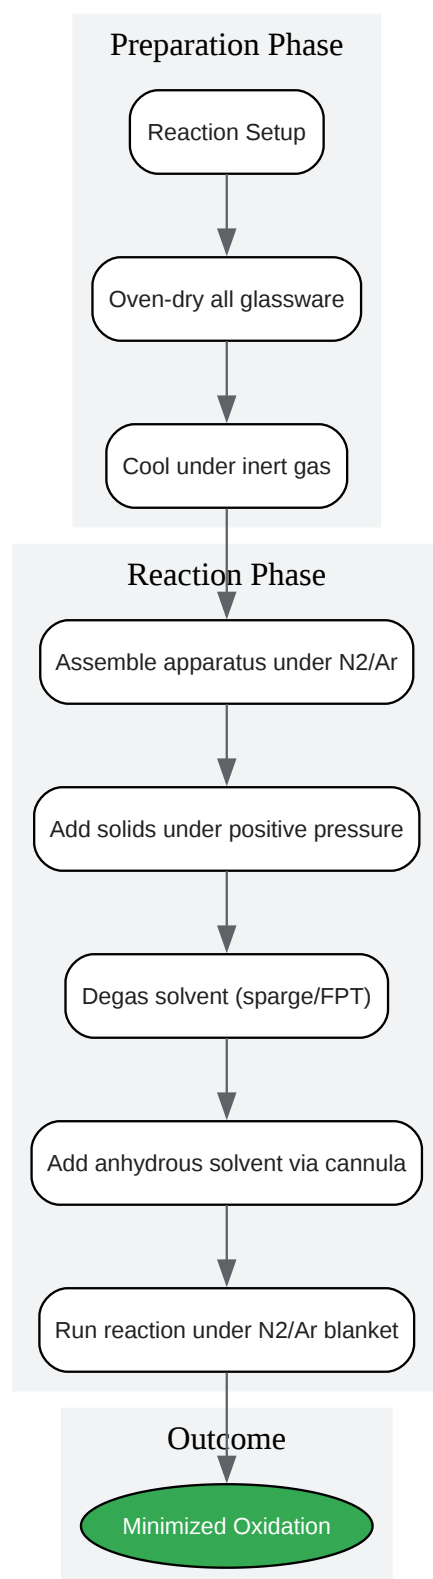 Preparation Phase
Reaction Setup
Oven-dry all glassware
Cool under inert gas
Reaction Phase
Assemble apparatus under N2/Ar
Add solids under positive pressure
Degas solvent (sparge/FPT)
Add anhydrous solvent via cannula
Run reaction under N2/Ar blanket
Outcome
Minimized Oxidation